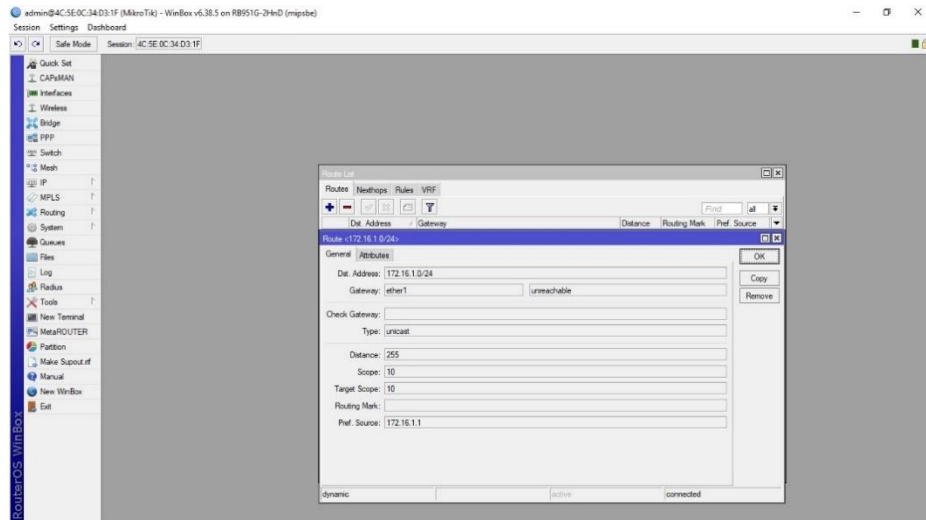 admin@4C:5E:0C:34:D3:1F (MikroTik) - WinBox v6.38.5 on RB951G-2HnD (mipsbe)
Session Settings Dashboard
Safe Mode Session: 4C:5E:0C:34:D3:1F
Quick Set
CAPsMAN
Interfaces
Wireless
Bridge
PPP
Switch
Mesh
IP
MPLS
Routing
System
Queues
Files
Log
Radius
Tools
New Terminal
MetaROUTER
Partition
Make Supout.rif
Manual
New WinBox
Exit
RouterOS WinBox
Route List
Routes Nexthops Rules VRF
Find all
Dst. Address Gateway Distance Routing Mark Pref. Source
Route <172.16.1.0/24>
General Attributes
OK
Copy
Remove
Dst. Address: 172.16.1.0/24
Gateway: ether1 unreachable
Check Gateway:
Type: unicast
Distance: 255
Scope: 10
Target Scope: 10
Routing Mark:
Pref. Source: 172.16.1.1
dynamic active connected